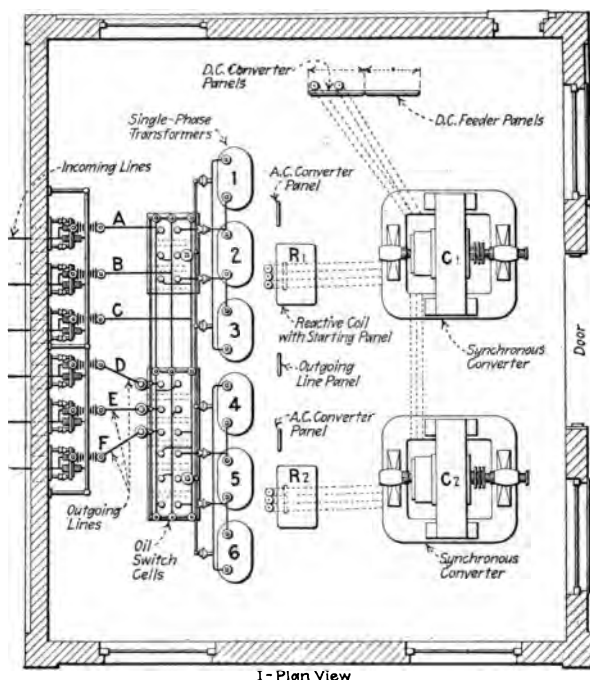 D.C. Converter
Panels
D.C. Feeder Panels
Single-Phase
Transformers
Incoming Lines
A.C. Converter
Panel
1
A
2
B
R1
C1
C
3
Reactive Coil
with Starting Panel
Synchronous
Converter
Door
D
Outgoing
Line Panel
E
4
A.C. Converter
Panel
F
5
R2
C2
Outgoing
Lines
Oil
Switch
Cells
6
Synchronous
Converter
I - Plan View